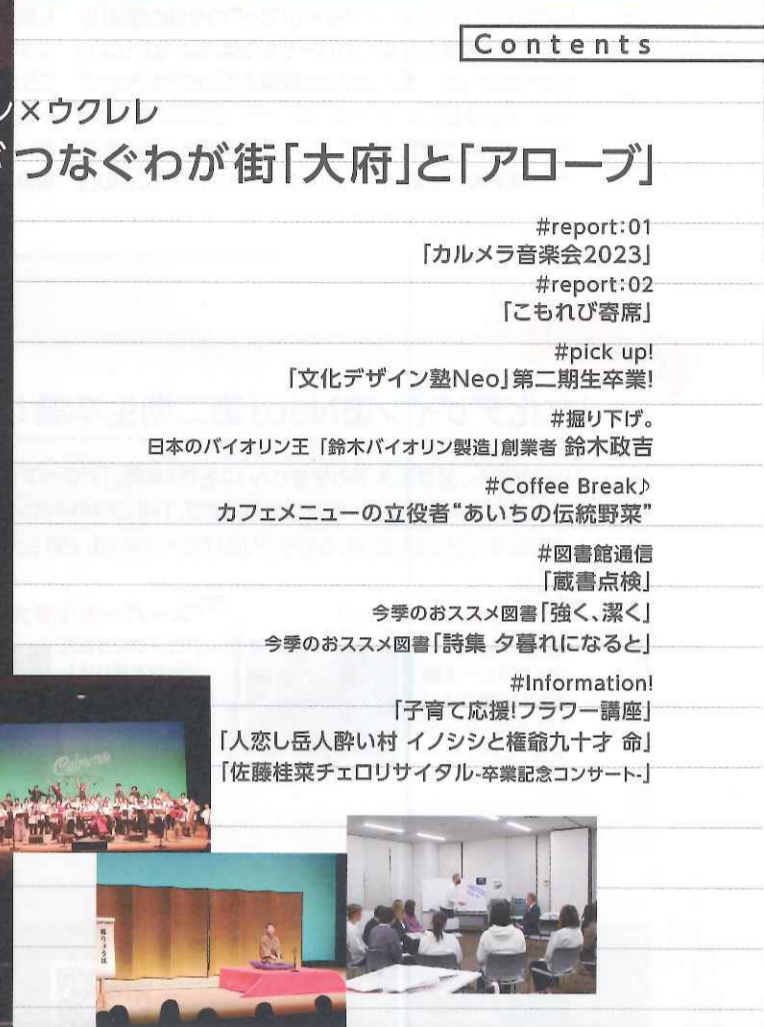 Contents
ン×ウクレレ
つなぐわが街「大府」と「アローブ」
#report:01
「カルメラ音楽会2023」
#report:02
「こもれび寄席」
#pick up!
「文化デザイン塾Neo」第二期生卒業!
#掘り下げ。
日本のバイオリン王「鈴木バイオリン製造」創業者 鈴木政吉
#Coffee Break♪
カフェメニューの立役者“あいちの伝統野菜”
#図書館通信
「蔵書点検」
今季のおススメ図書「強く、潔く」
今季のおススメ図書「詩集 夕暮れになると」
#Information!
「子育て応援!フラワー講座」
「人恋し岳人酔い村 イノシシと権爺九十才 命」
「佐藤桂菜チェロリサイタル-卒業記念コンサート-」